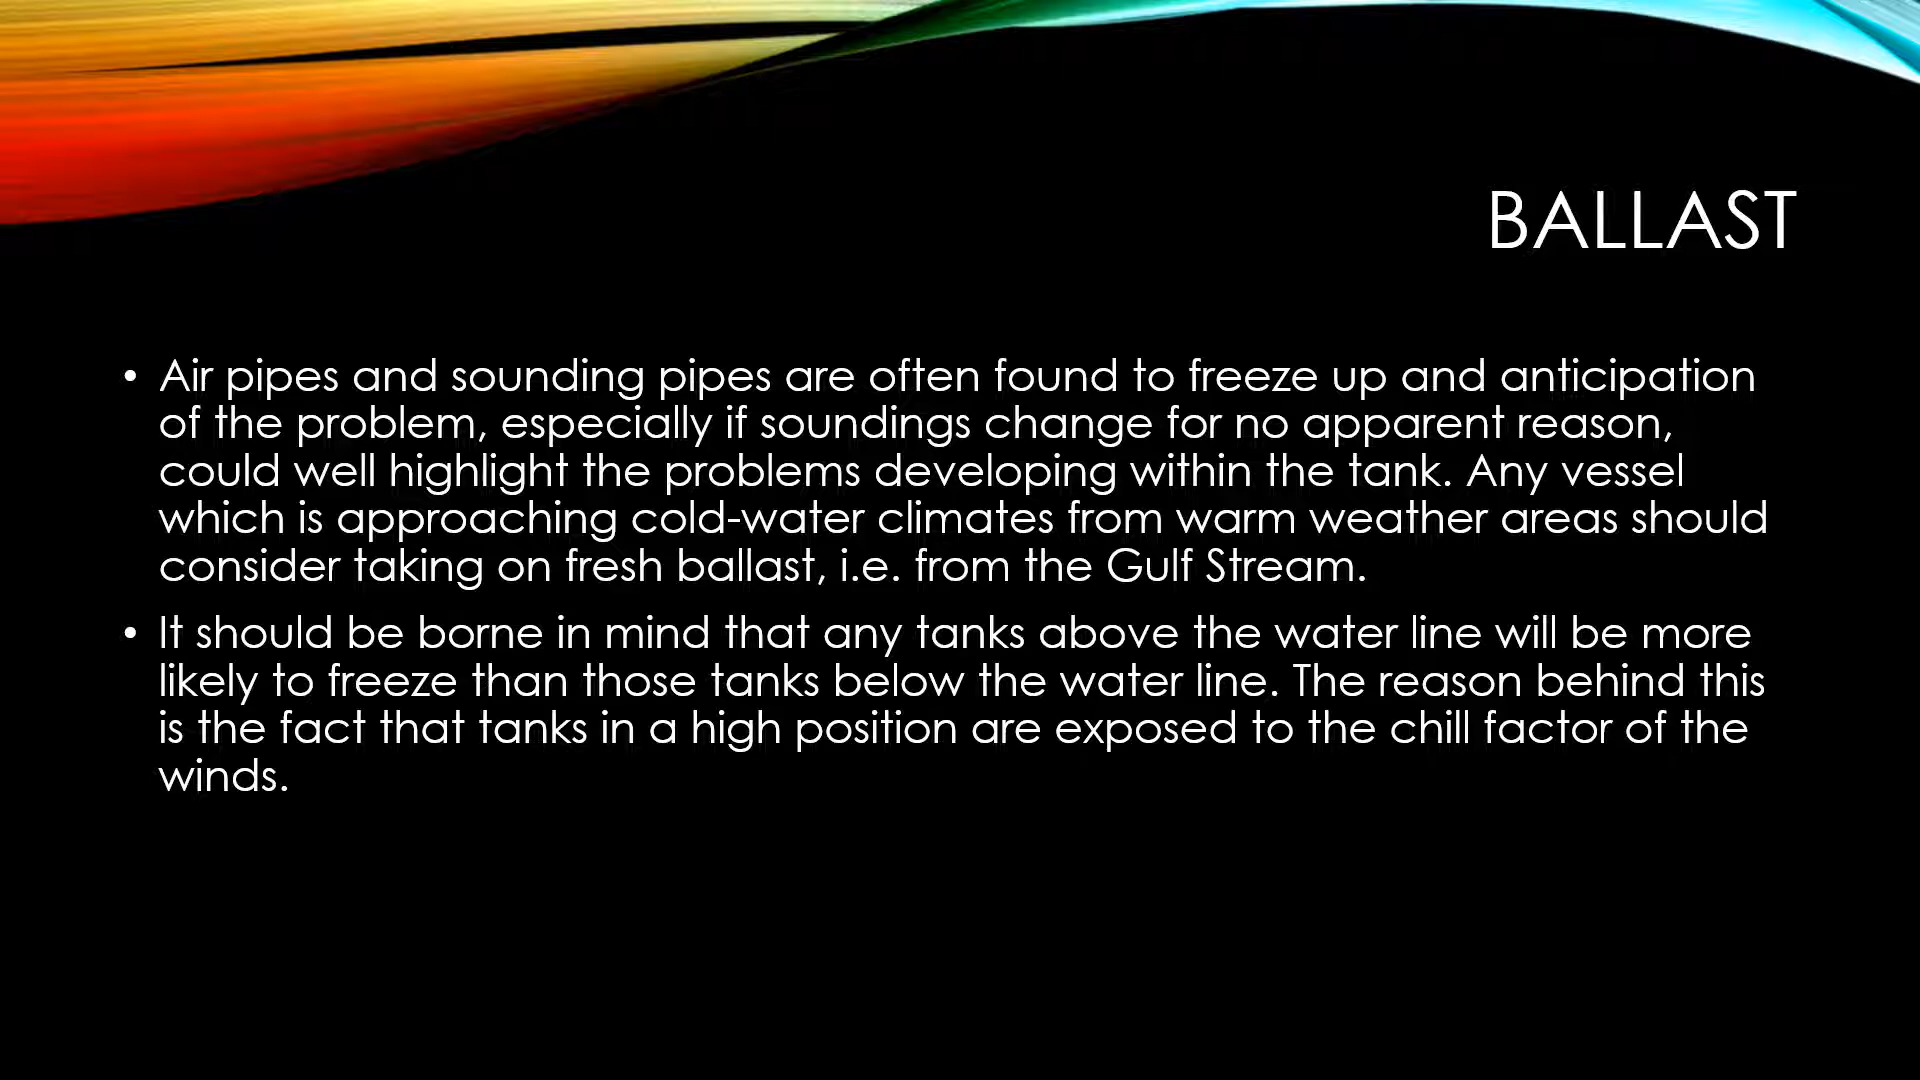 BALLAST
• Air pipes and sounding pipes are often found to freeze up and anticipation
of the problem, especially if soundings change for no apparent reason,
could well highlight the problems developing within the tank. Any vessel
which is approaching cold-water climates from warm weather areas should
consider taking on fresh ballast, i.e. from the Gulf Stream.
• It should be borne in mind that any tanks above the water line will be more
likely to freeze than those tanks below the water line. The reason behind this
is the fact that tanks in a high position are exposed to the chill factor of the
winds.